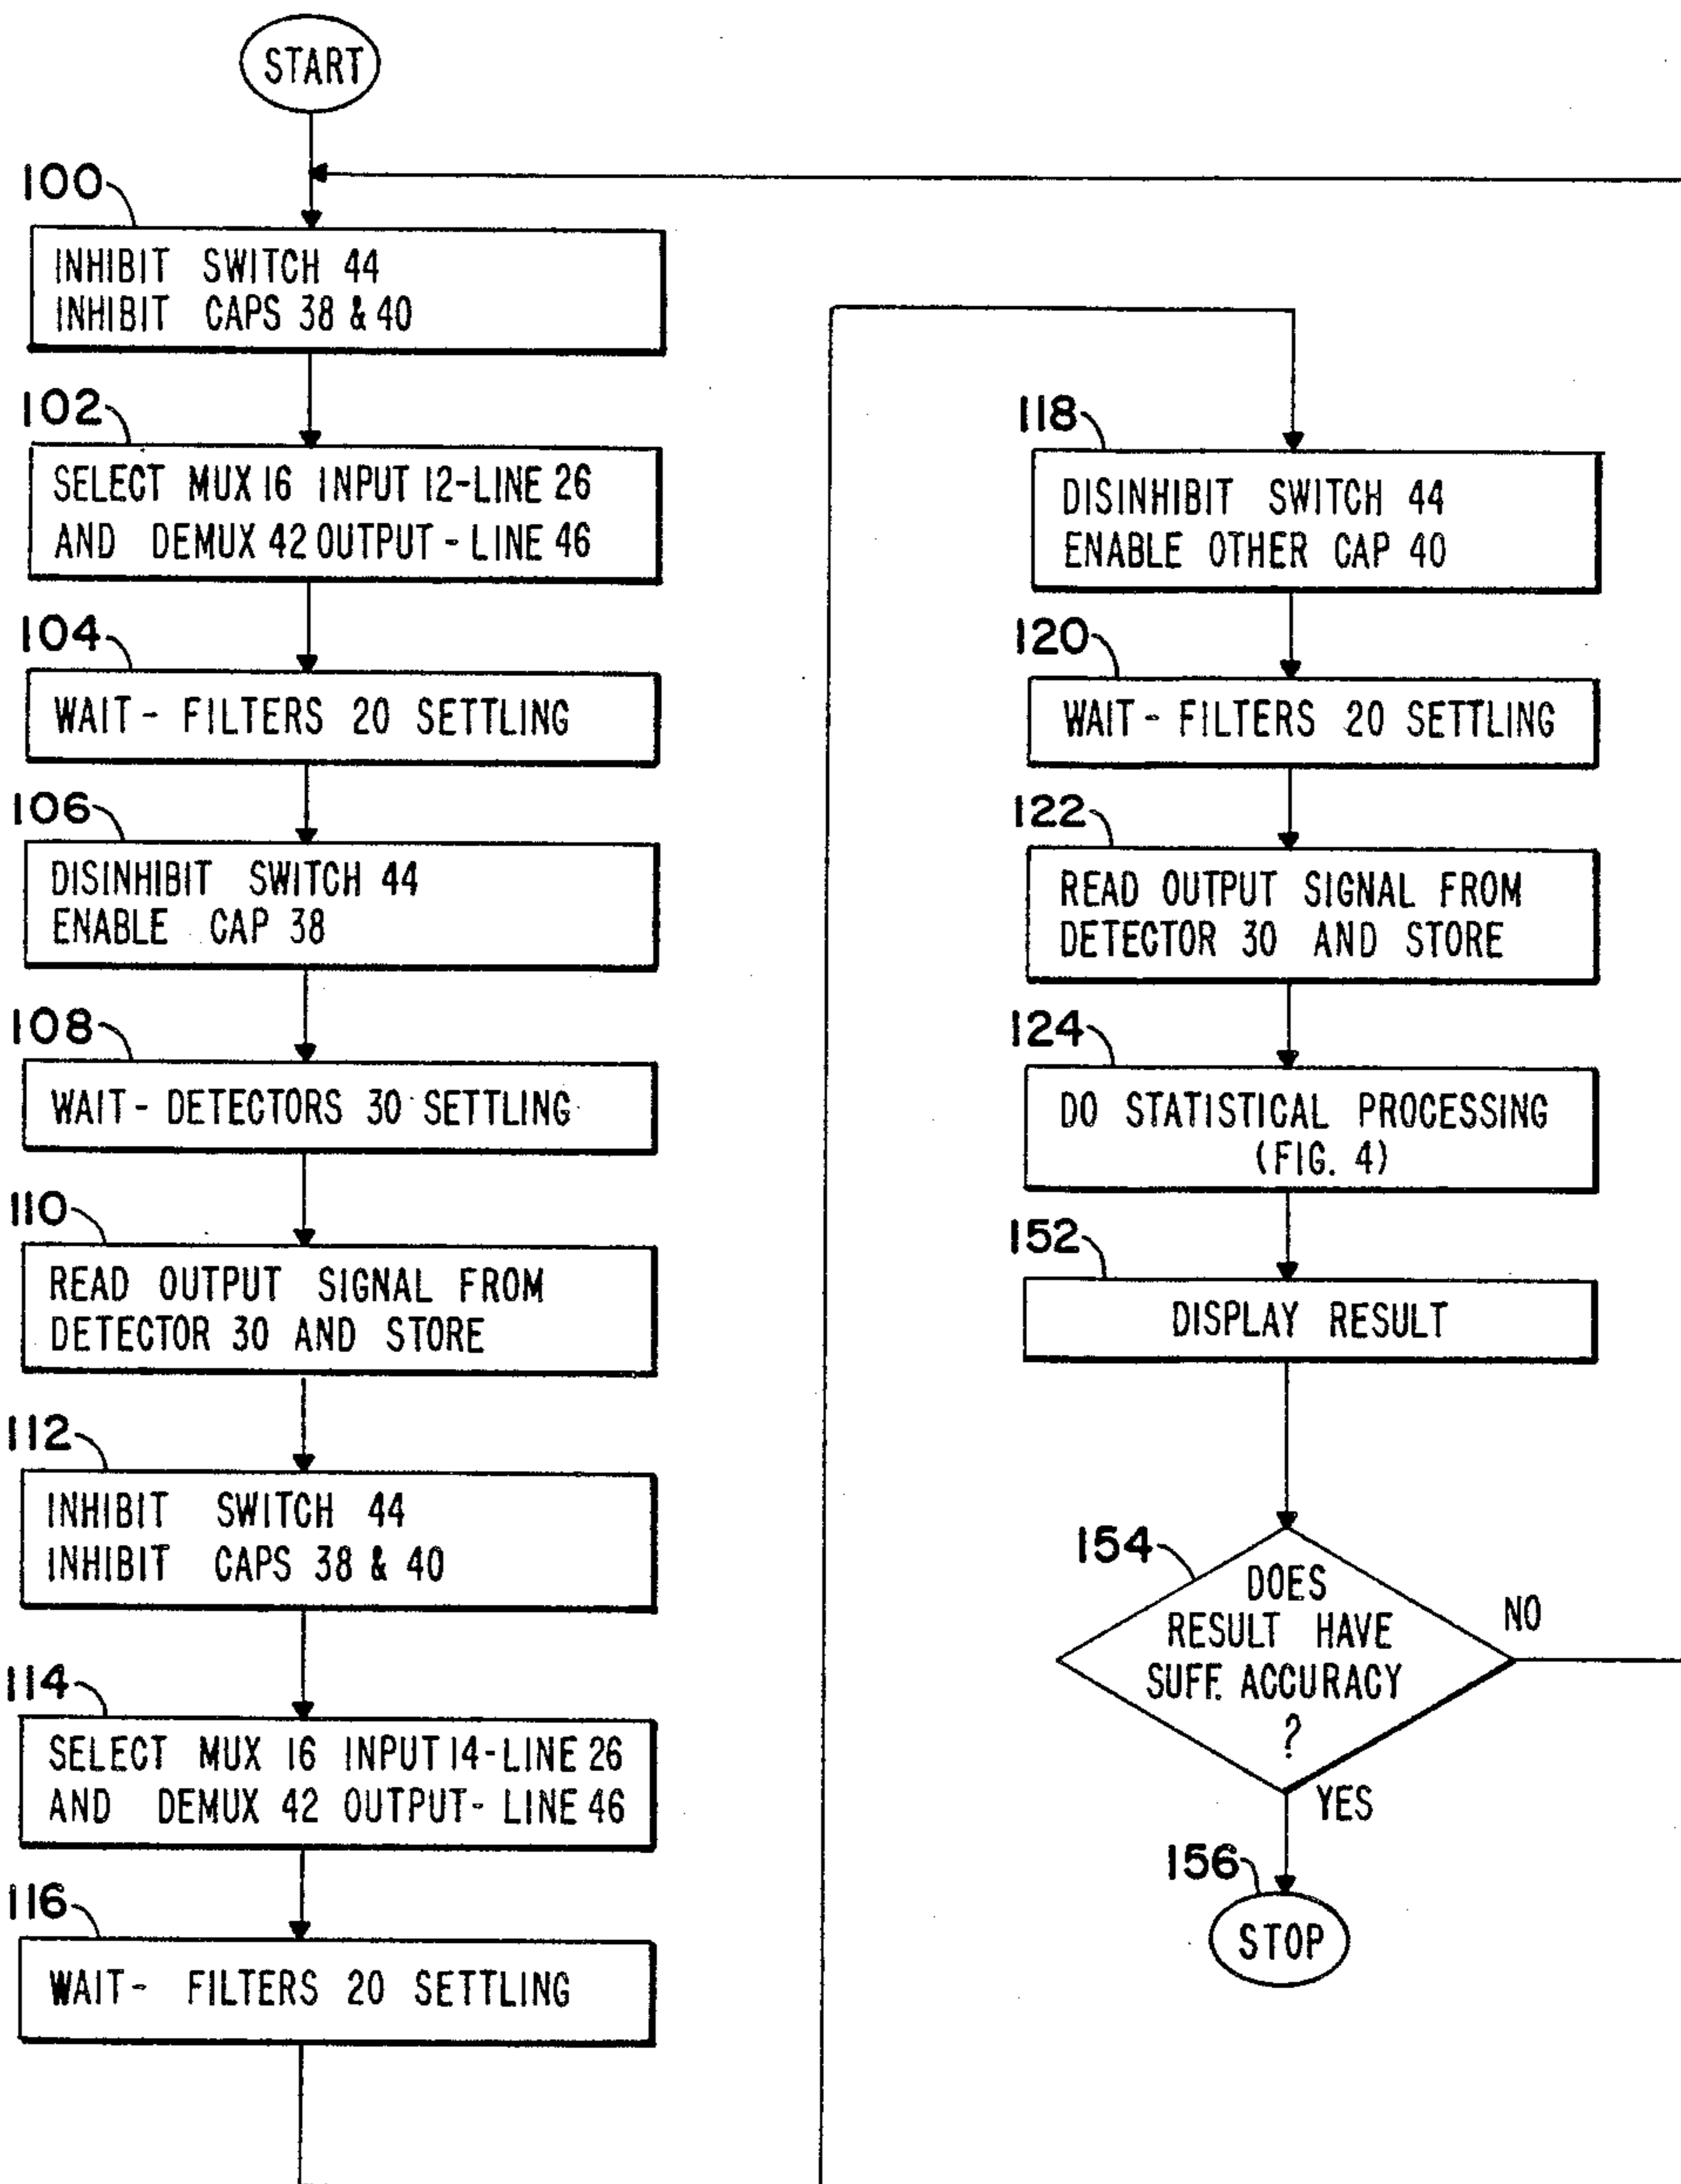 START
100
INHIBIT SWITCH 44
INHIBIT CAPS 38 & 40
102
SELECT MUX 16 INPUT 12-LINE 26
AND DEMUX 42 OUTPUT - LINE 46
104
WAIT - FILTERS 20 SETTLING
106
DISINHIBIT SWITCH 44
ENABLE CAP 38
108
WAIT - DETECTORS 30 SETTLING
110
READ OUTPUT SIGNAL FROM
DETECTOR 30 AND STORE
112
INHIBIT SWITCH 44
INHIBIT CAPS 38 & 40
114
SELECT MUX 16 INPUT 14-LINE 26
AND DEMUX 42 OUTPUT- LINE 46
116
WAIT- FILTERS 20 SETTLING
118
DISINHIBIT SWITCH 44
ENABLE OTHER CAP 40
120
WAIT - FILTERS 20 SETTLING
122
READ OUTPUT SIGNAL FROM
DETECTOR 30 AND STORE
124
DO STATISTICAL PROCESSING
(FIG. 4)
152
DISPLAY RESULT
154
DOES
RESULT HAVE
SUFF. ACCURACY
?
NO
YES
156
STOP